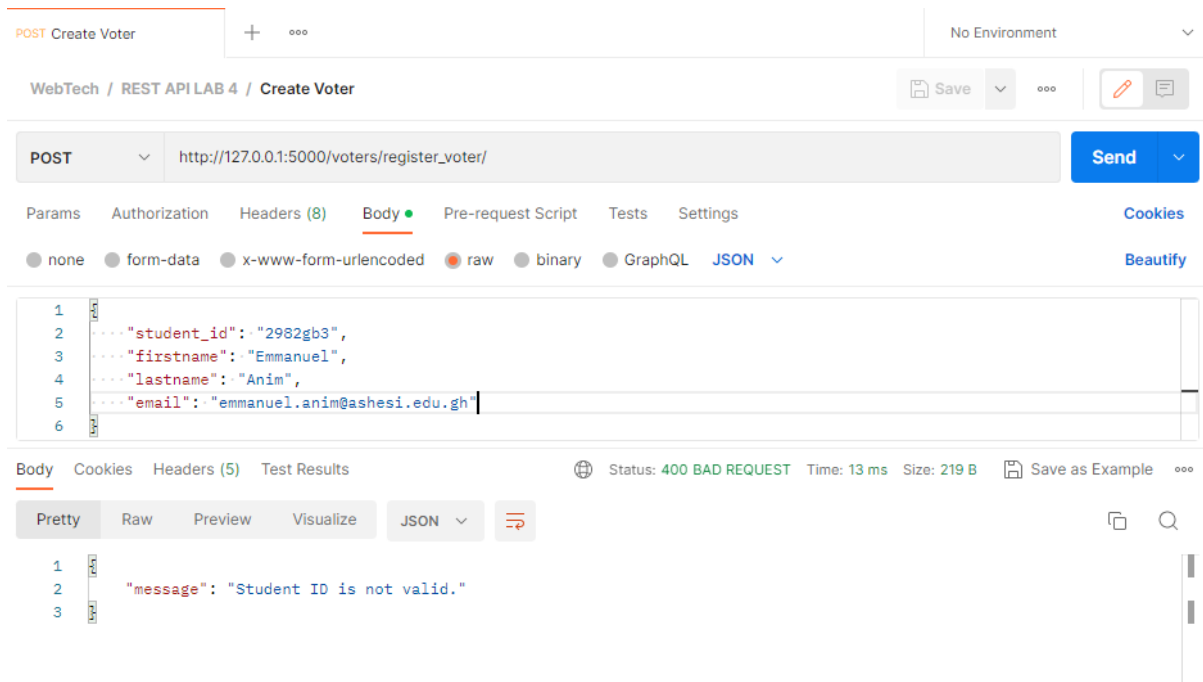 POST Create Voter + ooo No Environment
WebTech / REST API LAB 4 / Create Voter Save ooo
POST http://127.0.0.1:5000/voters/register_voter/ Send
Params Authorization Headers (8) Body Pre-request Script Tests Settings Cookies
none form-data x-www-form-urlencoded raw binary GraphQL JSON Beautify
1 {
2 "student_id": "2982gb3",
3 "firstname": "Emmanuel",
4 "lastname": "Anim",
5 "email": "emmanuel.anim@ashesi.edu.gh"
6 }
Body Cookies Headers (5) Test Results Status: 400 BAD REQUEST Time: 13 ms Size: 219 B Save as Example ooo
Pretty Raw Preview Visualize JSON
1 {
2 "message": "Student ID is not valid."
3 }